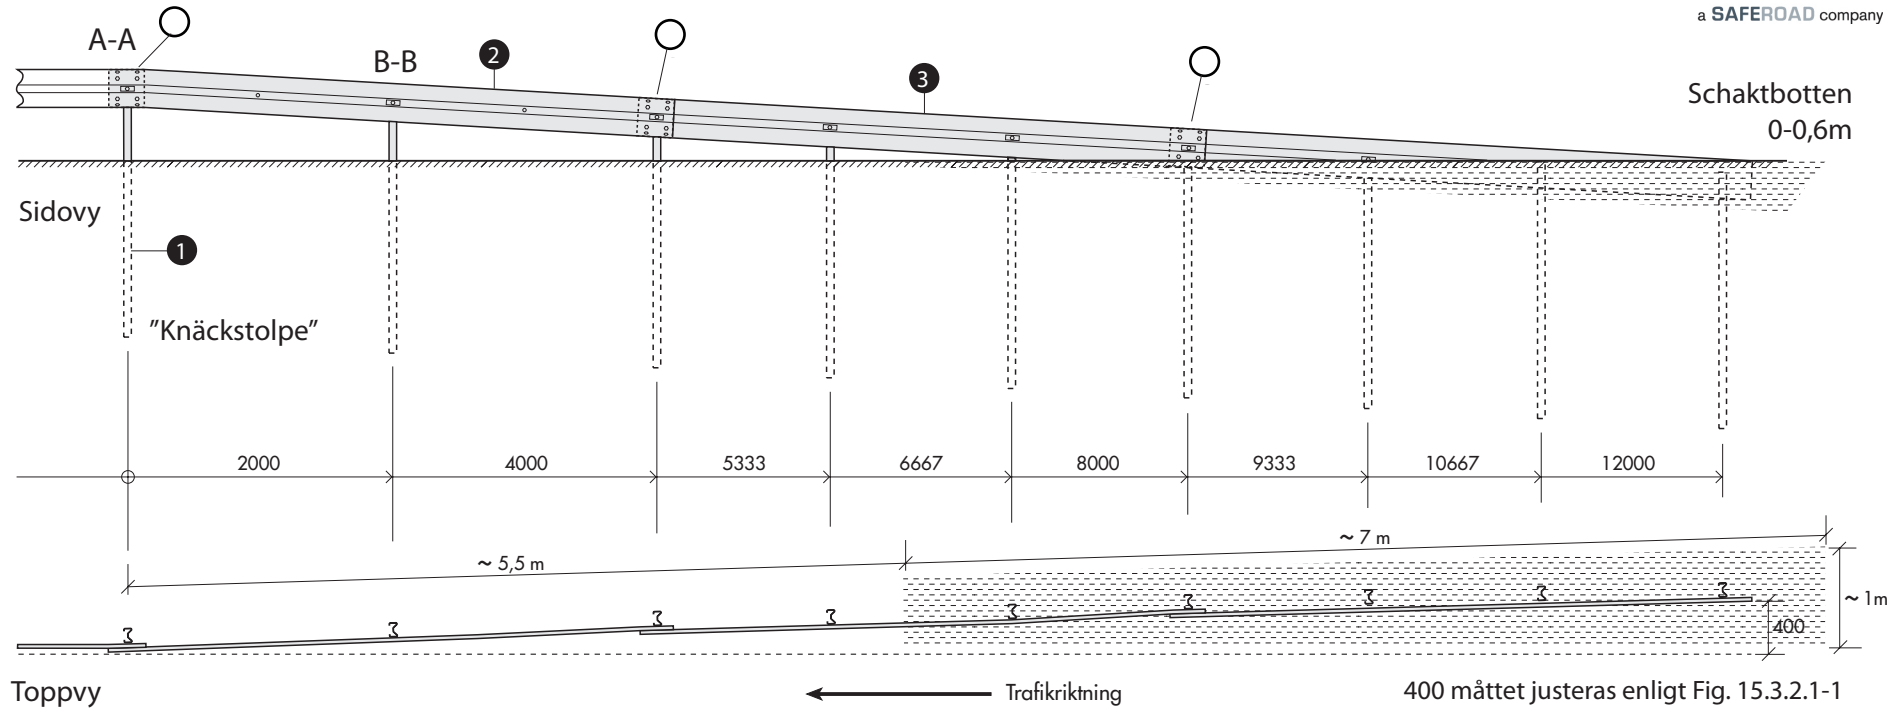 a SAFEROAD company
A-A
B-B
2
3
Schaktbotten
0-0,6m
Sidovy
1
”Knäckstolpe”
2000
4000
5333
6667
8000
9333
10667
12000
~ 5,5 m
~ 7 m
~ 1m
400
Toppvy
Trafikriktning
400 måttet justeras enligt Fig. 15.3.2.1-1